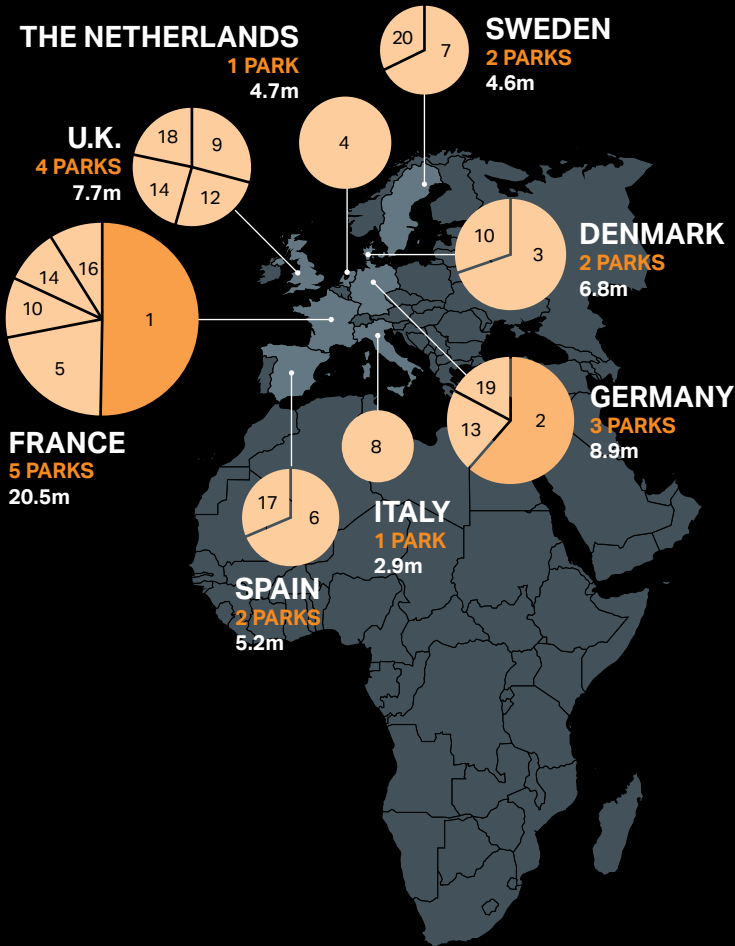 THE NETHERLANDS
1 PARK
4.7m
4
SWEDEN
2 PARKS
4.6m
20
7
U.K.
4 PARKS
7.7m
18
9
14
12
DENMARK
2 PARKS
6.8m
10
3
FRANCE
5 PARKS
20.5m
16
14
10
5
1
GERMANY
3 PARKS
8.9m
19
13
2
ITALY
1 PARK
2.9m
8
SPAIN
2 PARKS
5.2m
17
6